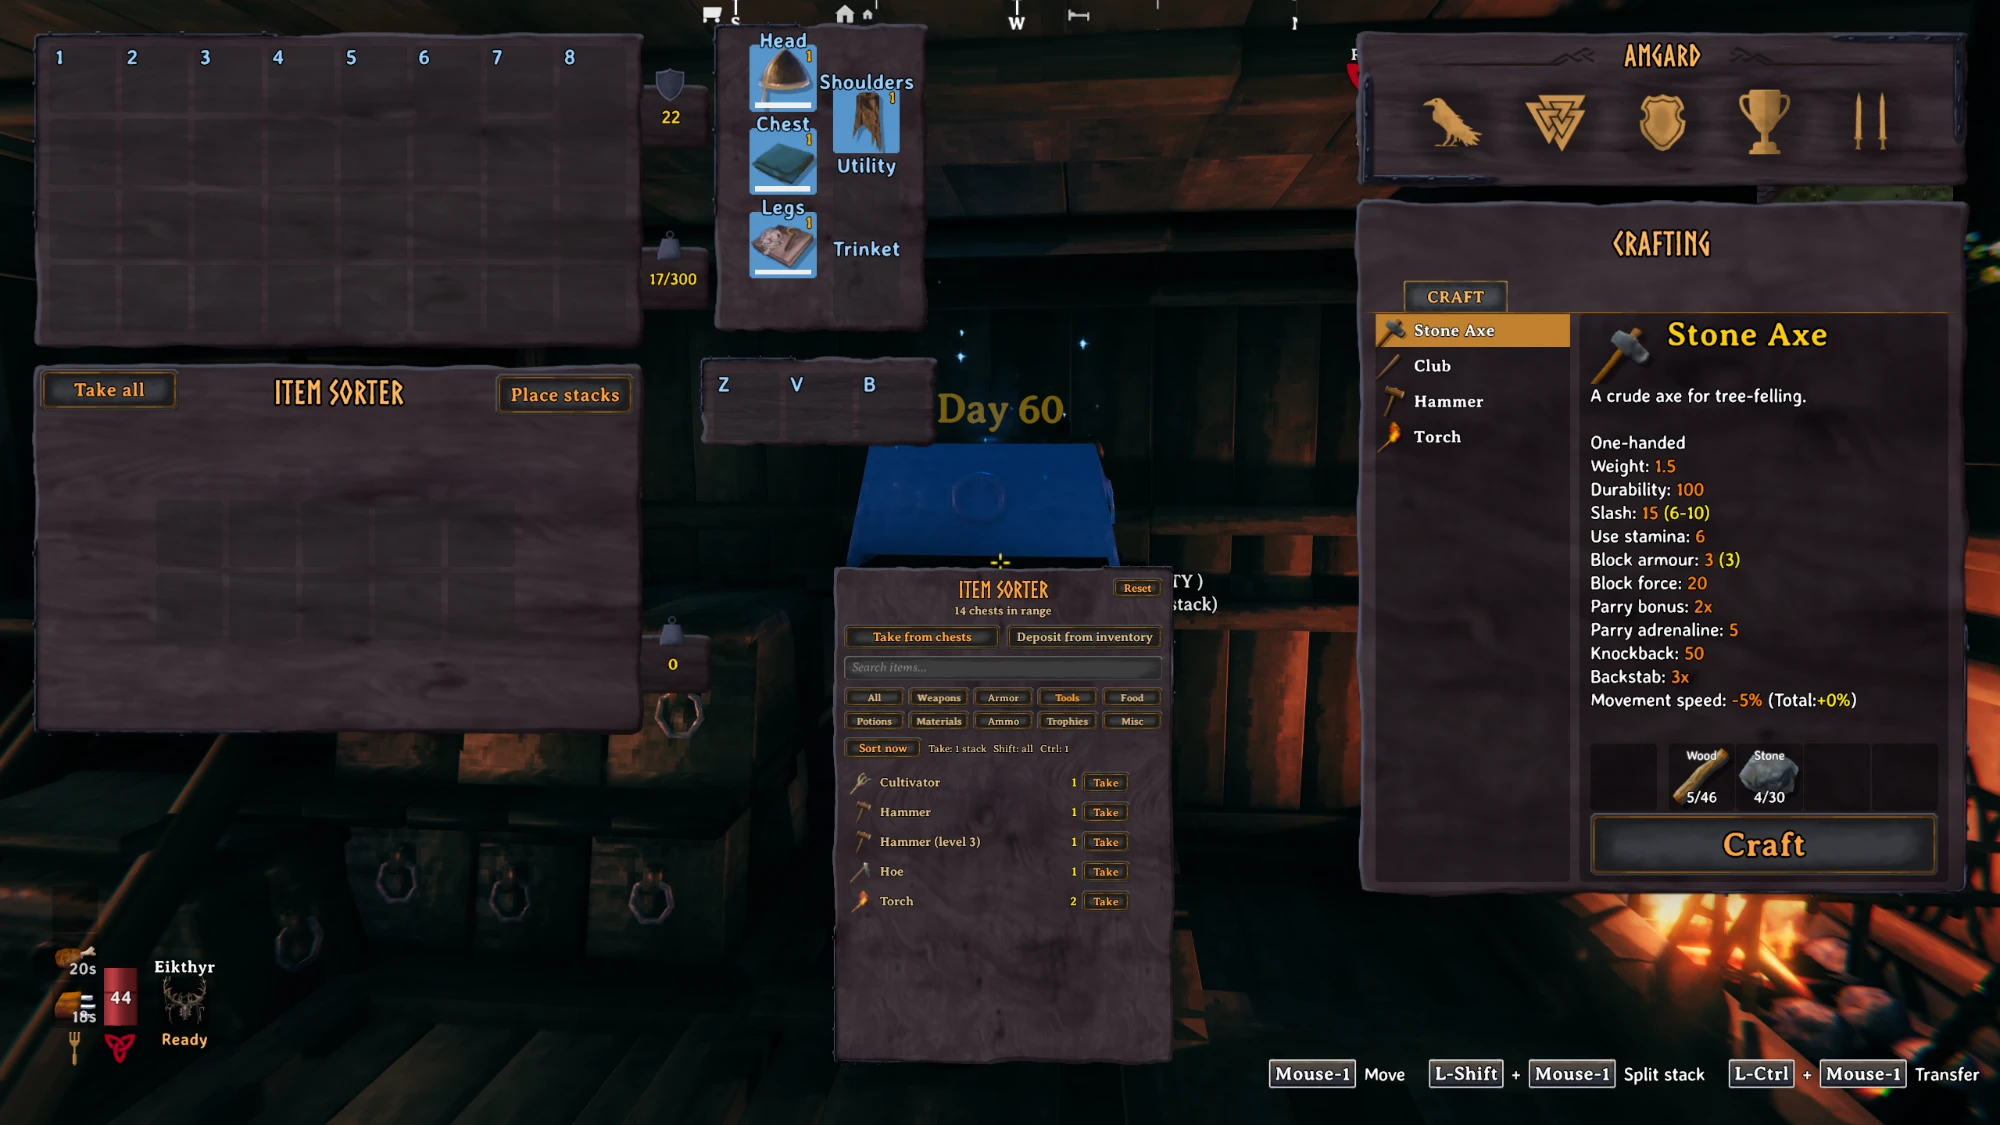 S
W
N
1 2 3 4 5 6 7 8
22
17/300
Head
1
Shoulders
1
Chest
1
Utility
Legs
1
Trinket
AMGARD
Take all
ITEM SORTER
Place stacks
0
Z V B
Day 60
TY )
stack)
ITEM SORTER
Reset
14 chests in range
Take from chests
Deposit from inventory
Search items...
All Weapons Armor Tools Food
Potions Materials Ammo Trophies Misc
Sort now Take: 1 stack Shift: all Ctrl: 1
Cultivator 1 Take
Hammer 1 Take
Hammer (level 3) 1 Take
Hoe 1 Take
Torch 2 Take
CRAFTING
CRAFT
Stone Axe
Club
Hammer
Torch
Stone Axe
A crude axe for tree-felling.
One-handed
Weight: 1.5
Durability: 100
Slash: 15 (6-10)
Use stamina: 6
Block armour: 3 (3)
Block force: 20
Parry bonus: 2x
Parry adrenaline: 5
Knockback: 50
Backstab: 3x
Movement speed: -5% (Total:+0%)
Wood Stone
5/46 4/30
Craft
20s
18s
44
Eikthyr
Ready
Mouse-1 Move L-Shift + Mouse-1 Split stack L-Ctrl + Mouse-1 Transfer